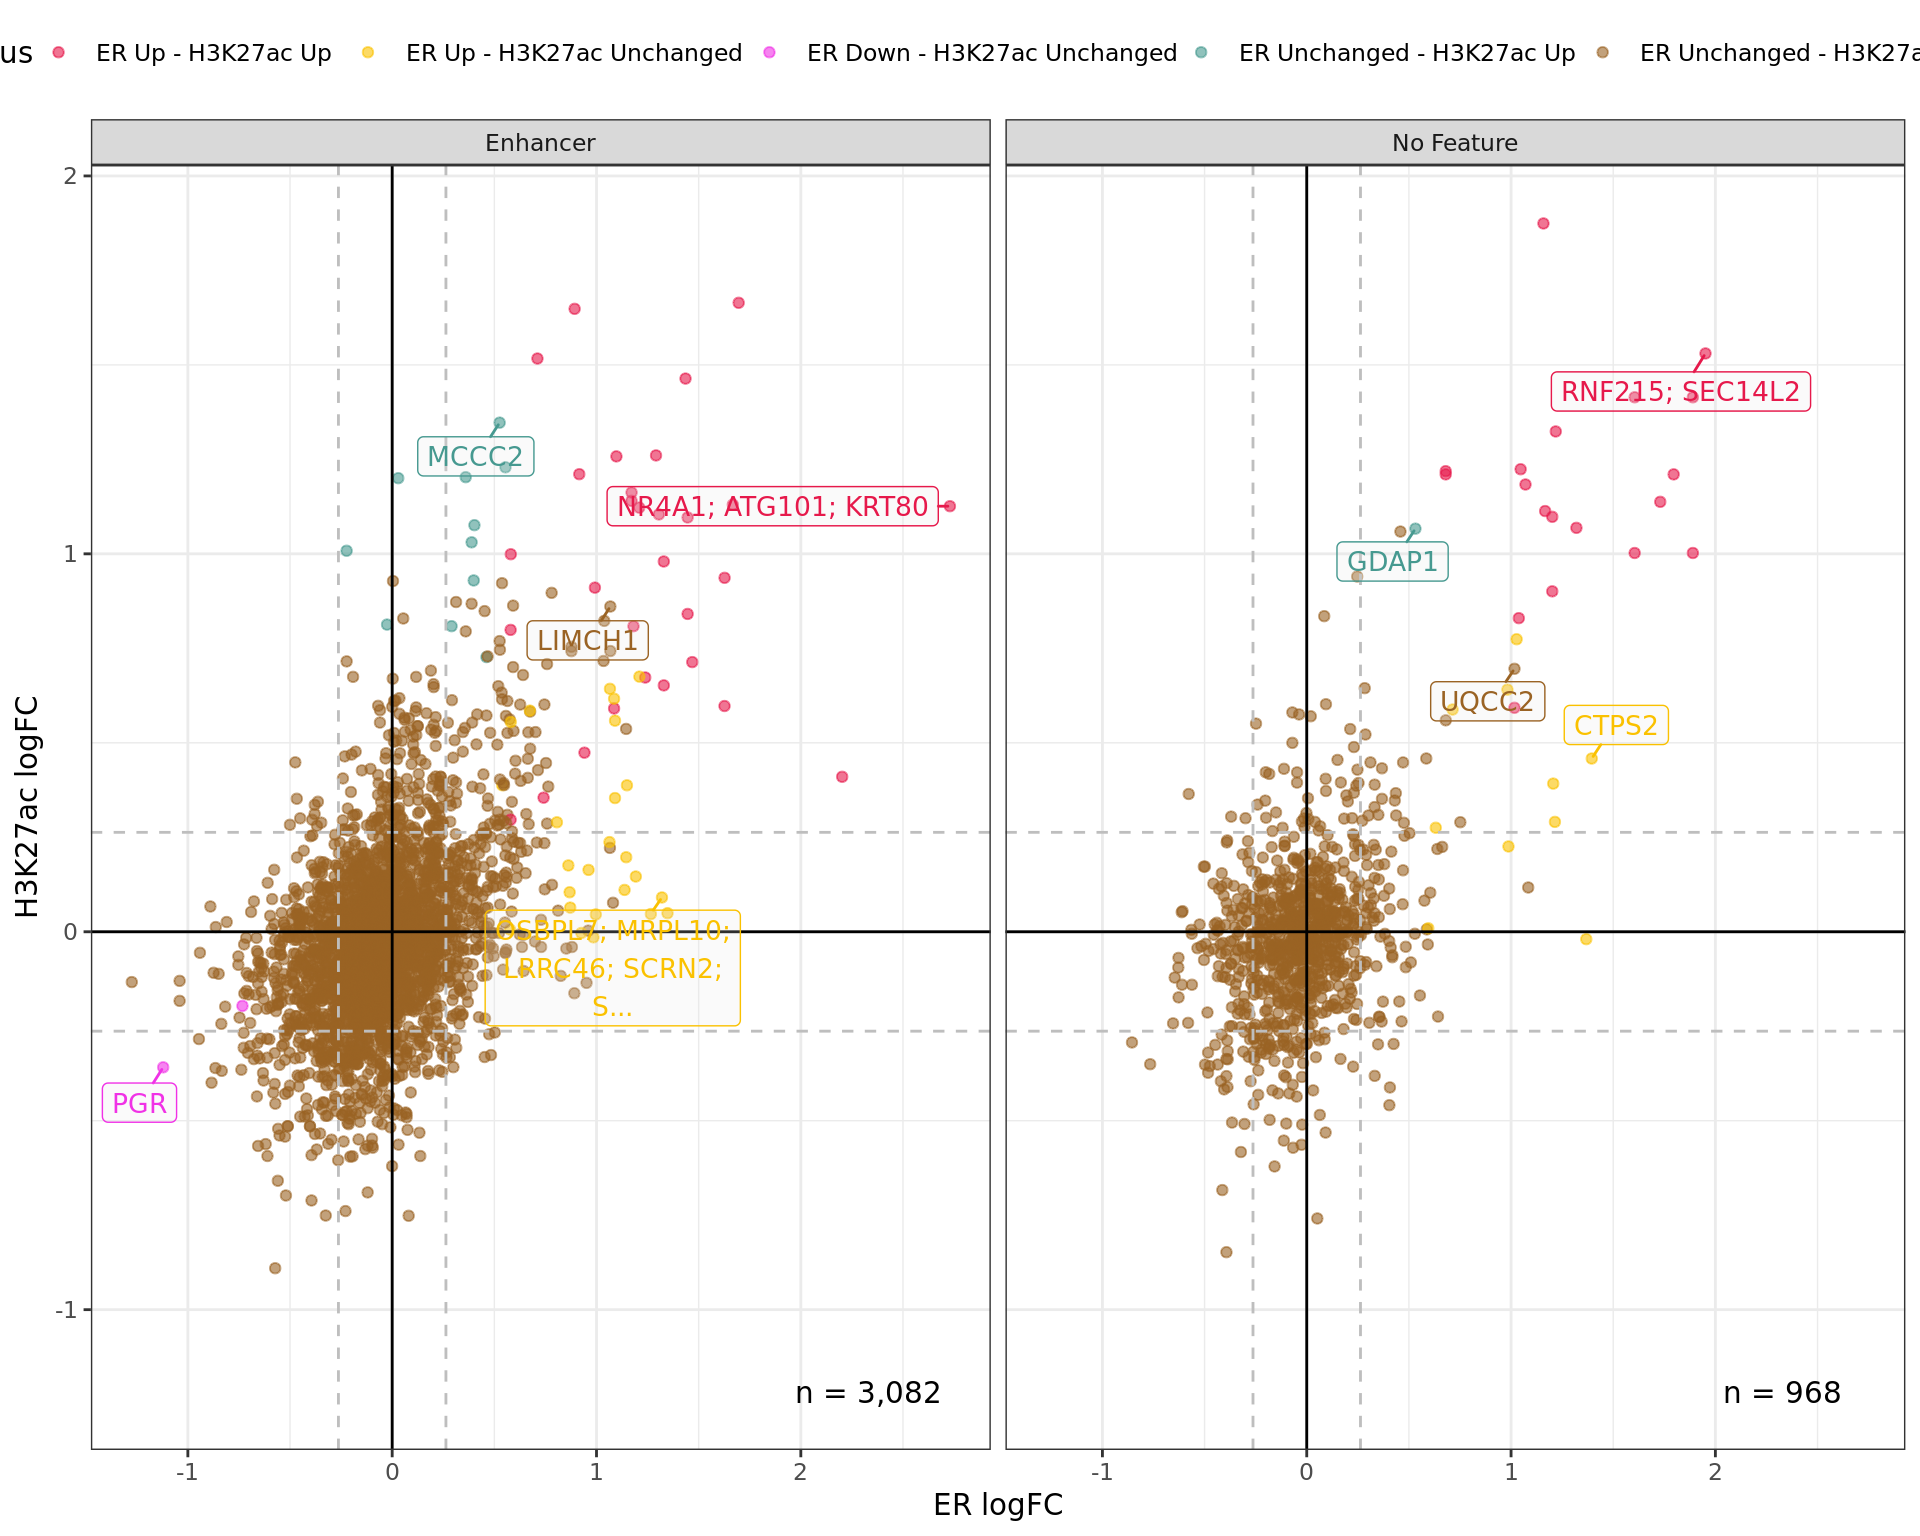 us ER Up - H3K27ac Up ER Up - H3K27ac Unchanged ER Down - H3K27ac Unchanged ER Unchanged - H3K27ac Up ER Unchanged - H3K27a
Enhancer
No Feature
2
1
0
-1
H3K27ac logFC
RNF215; SEC14L2
MCCC2
NR4A1; ATG101; KRT80
GDAP1
LIMCH1
UQCC2
CTPS2
OSBPL7; MRPL10;
LRRC46; SCRN2;
S...
PGR
n = 3,082
n = 968
-1 0 1 2
-1 0 1 2
ER logFC